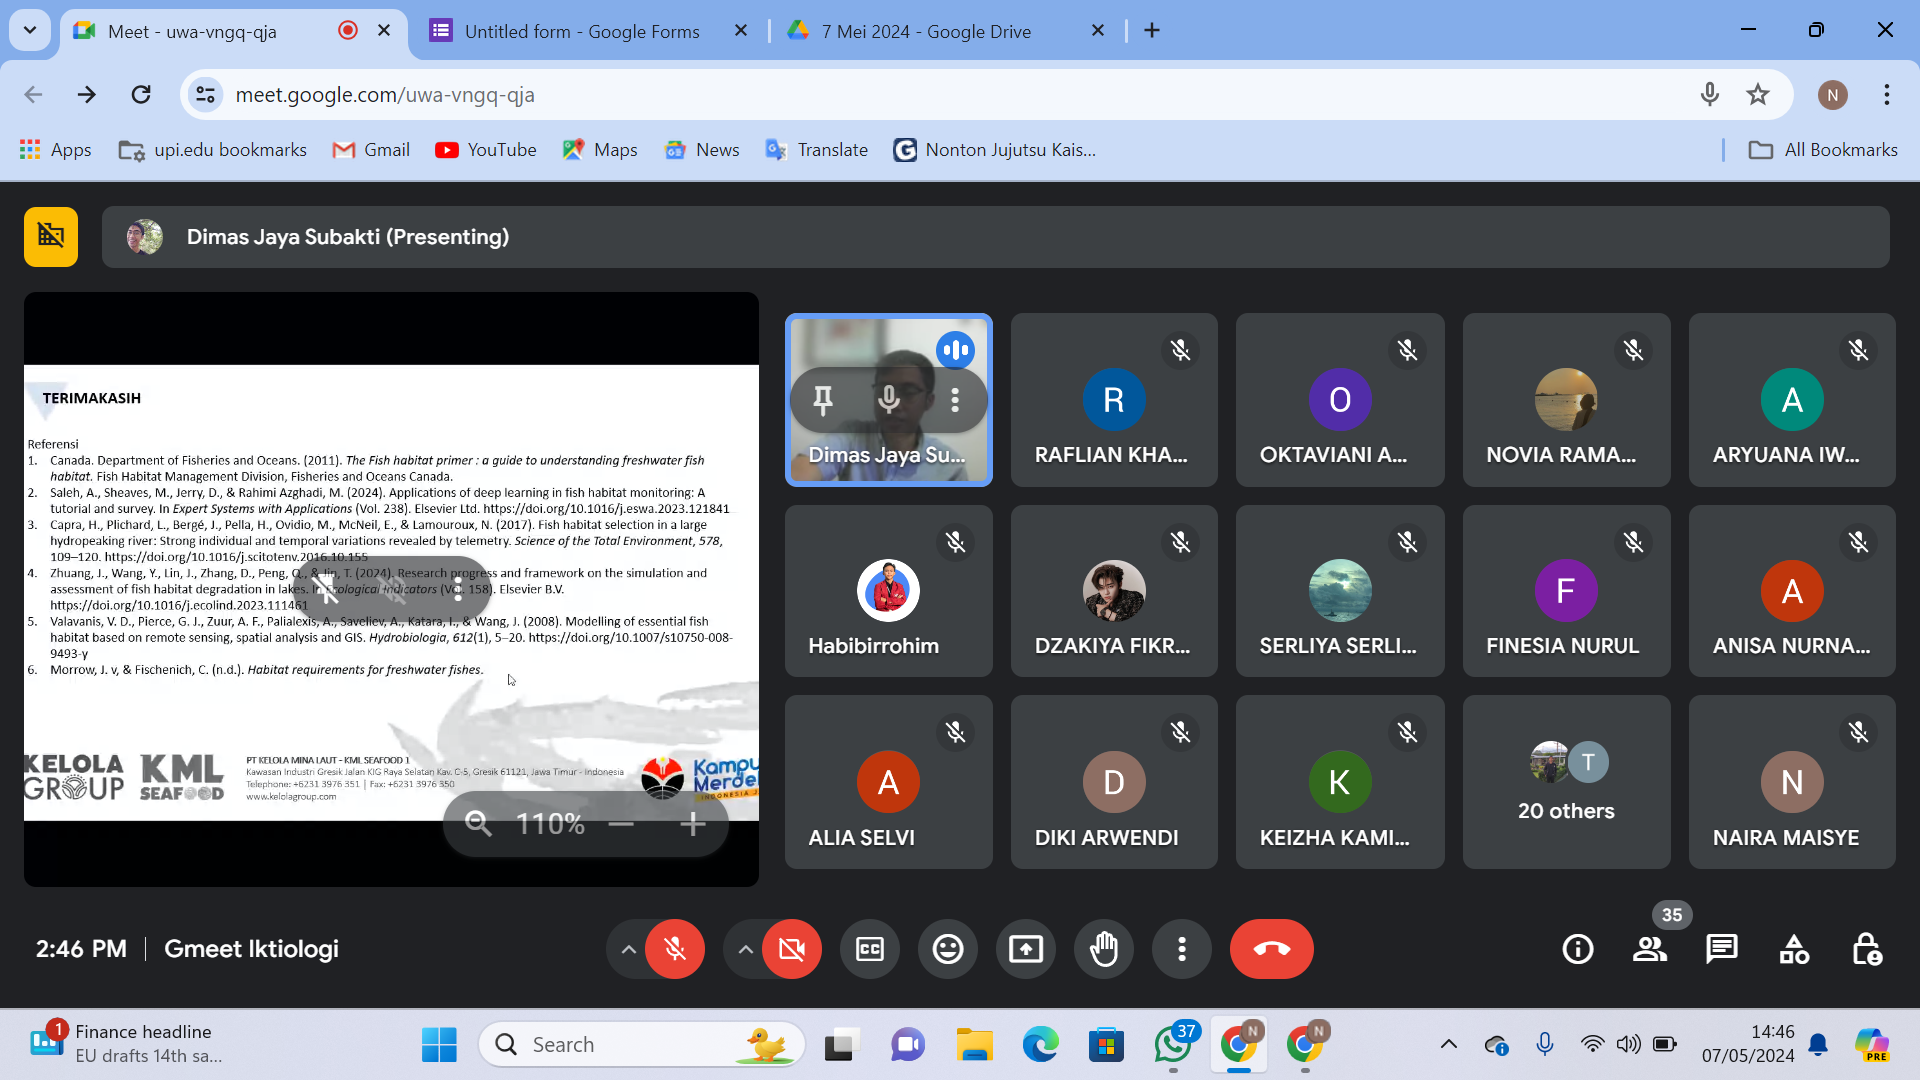 Meet - uwa-vngq-qja
Untitled form - Google Forms
7 Mei 2024 - Google Drive
meet.google.com/uwa-vngq-qja
N
Apps
upi.edu bookmarks
Gmail
YouTube
Maps
News
Translate
Nonton Jujutsu Kais...
All Bookmarks
Dimas Jaya Subakti (Presenting)
TERIMAKASIH
Referensi
1. Canada. Department of Fisheries and Oceans. (2011). The Fish habitat primer : a guide to understanding freshwater fish
habitat. Fish Habitat Management Division, Fisheries and Oceans Canada.
2. Saleh, A., Sheaves, M., Jerry, D., & Rahimi Azghadi, M. (2024). Applications of deep learning in fish habitat monitoring: A
tutorial and survey. In Expert Systems with Applications (Vol. 238). Elsevier Ltd. https://doi.org/10.1016/j.eswa.2023.121841
3. Capra, H., Plichard, L., Bergé, J., Pella, H., Ovidio, M., McNeil, E., & Lamouroux, N. (2017). Fish habitat selection in a large
hydropeaking river: Strong individual and temporal variations revealed by telemetry. Science of the Total Environment, 578,
109–120. https://doi.org/10.1016/j.scitotenv.2016.10.155
4. Zhuang, J., Wang, Y., Lin, J., Zhang, D., Peng, Q., & Jin, T. (2024). Research progress and framework on the simulation and
assessment of fish habitat degradation in lakes. In Ecological Indicators (Vol. 158). Elsevier B.V.
https://doi.org/10.1016/j.ecolind.2023.111461
5. Valavanis, V. D., Pierce, G. J., Zuur, A. F., Palialexis, A., Saveliev, A., Katara, I., & Wang, J. (2008). Modelling of essential fish
habitat based on remote sensing, spatial analysis and GIS. Hydrobiologia, 612(1), 5–20. https://doi.org/10.1007/s10750-008-
9493-y
6. Morrow, J. v, & Fischenich, C. (n.d.). Habitat requirements for freshwater fishes.
KELOLA
GROUP
KML
SEAFOOD
PT KELOLA MINA LAUT - KML SEAFOOD 1
Kawasan Industri Gresik Jalan KIG Raya Selatan Kav. C-5, Gresik 61121, Jawa Timur - Indonesia
Telephone: +6231 3976 351 | Fax: +6231 3976 350
www.kelolagroup.com
Kampu
Merde
INDONESIA J
110%
Dimas Jaya Su...
R
RAFLIAN KHA...
O
OKTAVIANI A...
NOVIA RAMA...
A
ARYUANA IW...
Habibirrohim
DZAKIYA FIKR...
SERLIYA SERLI...
F
FINESIA NURUL
A
ANISA NURNA...
A
ALIA SELVI
D
DIKI ARWENDI
K
KEIZHA KAMI...
T
20 others
N
NAIRA MAISYE
2:46 PM
Gmeet Iktiologi
CC
35
1
Finance headline
EU drafts 14th sa...
Search
37
N
N
14:46
07/05/2024
PRE